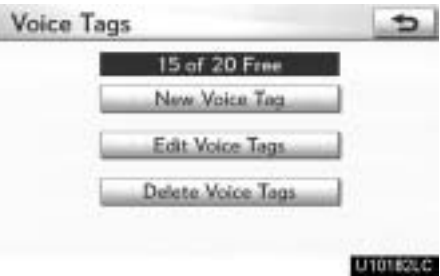 Voice Tags
15 of 20 Free
New Voice Tag
Edit Voice Tags
Delete Voice Tags
U10182LC